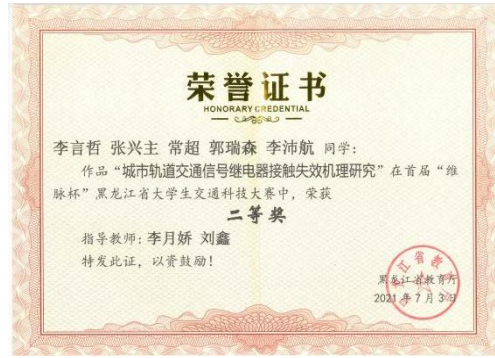 荣誉证书
HONORARY CREDENTIAL
李言哲 张兴主 常超 郭瑞森 李沛航 同学:
作品“城市轨道交通信号继电器接触失效机理研究”在首届“维
脉杯”黑龙江省大学生交通科技大赛中,荣获
二等奖
指导教师:李月娇 刘鑫
特发此证,以资鼓励!
黑龙江省教育厅
2021年7月3日